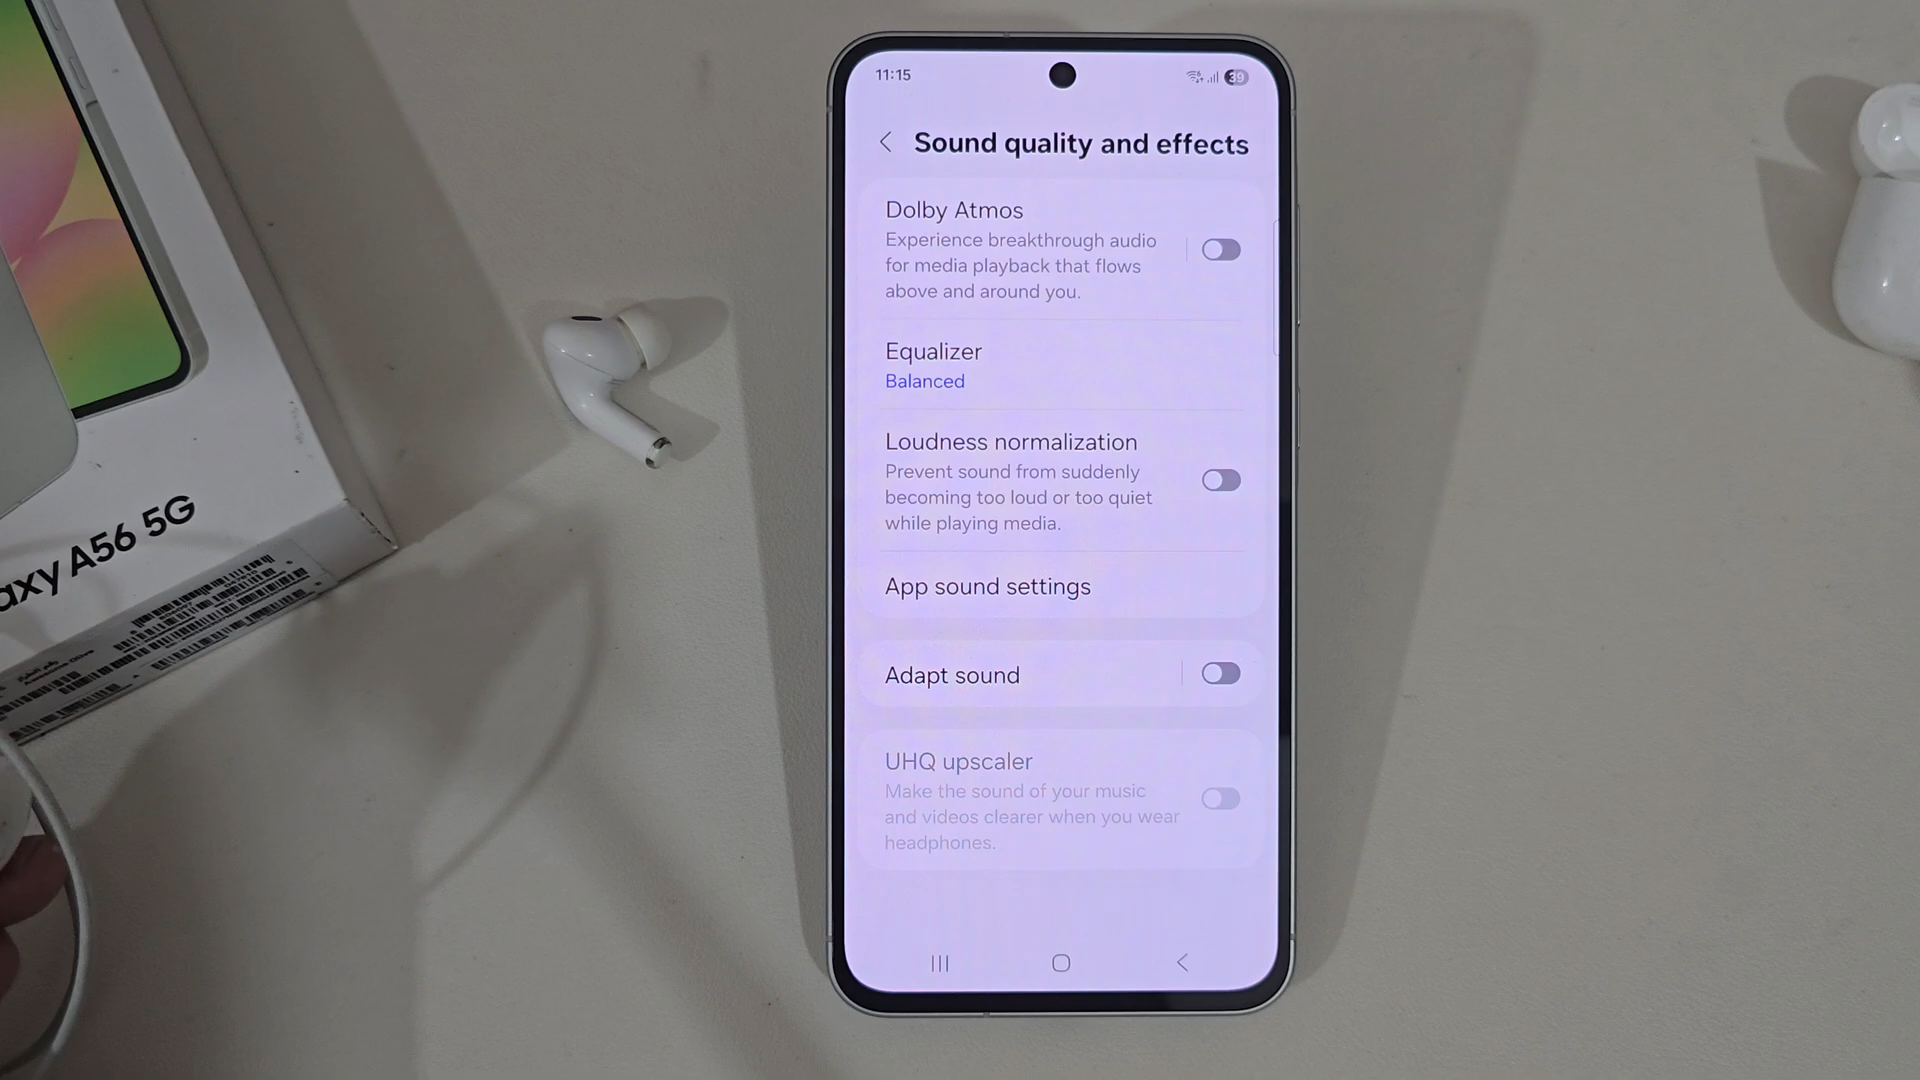 11:15
39
Sound quality and effects
Dolby Atmos
Experience breakthrough audio
for media playback that flows
above and around you.
Equalizer
Balanced
Loudness normalization
Prevent sound from suddenly
becoming too loud or too quiet
while playing media.
App sound settings
Adapt sound
UHQ upscaler
Make the sound of your music
and videos clearer when you wear
headphones.
axy A56 5G